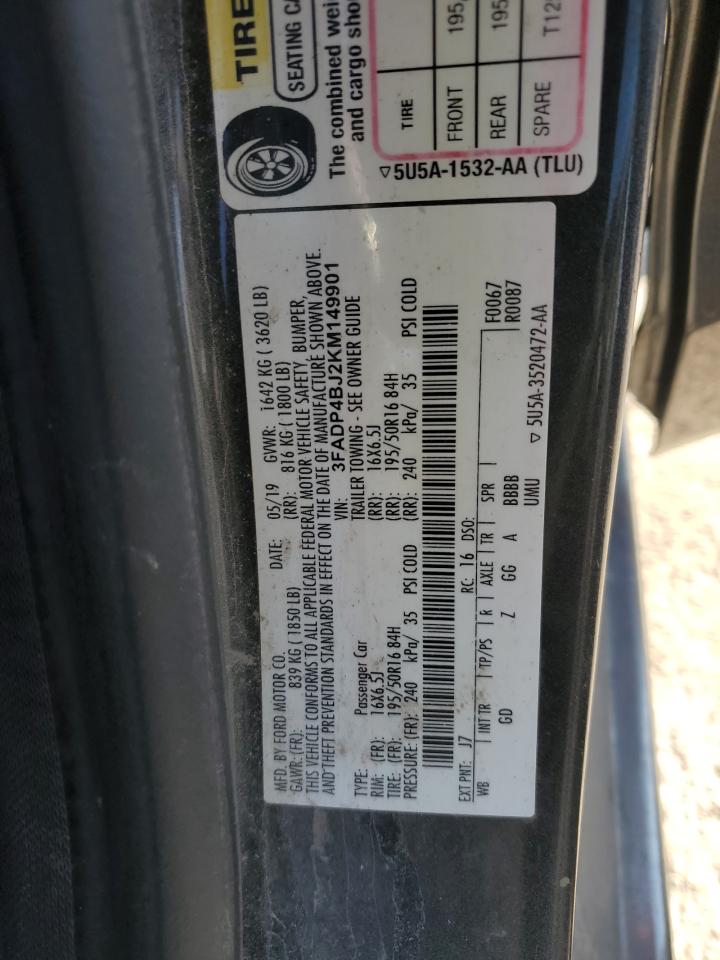 TIRE
SEATING CA
The combined wei
and cargo sho
TIRE
FRONT 195
REAR 195
SPARE T12
▽5U5A-1532-AA (TLU)
MFD. BY FORD MOTOR CO. DATE: 05/19 GVWR: 1642 KG ( 3620 LB)
GAWR:(FR): 839 KG ( 1850 LB) (RR): 816 KG ( 1800 LB)
THIS VEHICLE CONFORMS TO ALL APPLICABLE FEDERAL MOTOR VEHICLE SAFETY, BUMPER,
AND THEFT PREVENTION STANDARDS IN EFFECT ON THE DATE OF MANUFACTURE SHOWN ABOVE.
VIN: 3FADP4BJ2KM149901
TYPE: Passenger Car TRAILER TOWING - SEE OWNER GUIDE
RIM: (FR): 16X6.5J (RR): 16X6.5J
TIRE: (FR): 195/50R16 84H (RR): 195/50R16 84H
PRESSURE:(FR): 240 kPa/ 35 PSI COLD (RR): 240 kPa/ 35 PSI COLD
EXT PNT: J7 RC: 16 DSO: F0067
WB INT TR TP/PS R AXLE TR SPR R0087
GD Z GG A BBBB
UMU ▽5U5A-3520472-AA